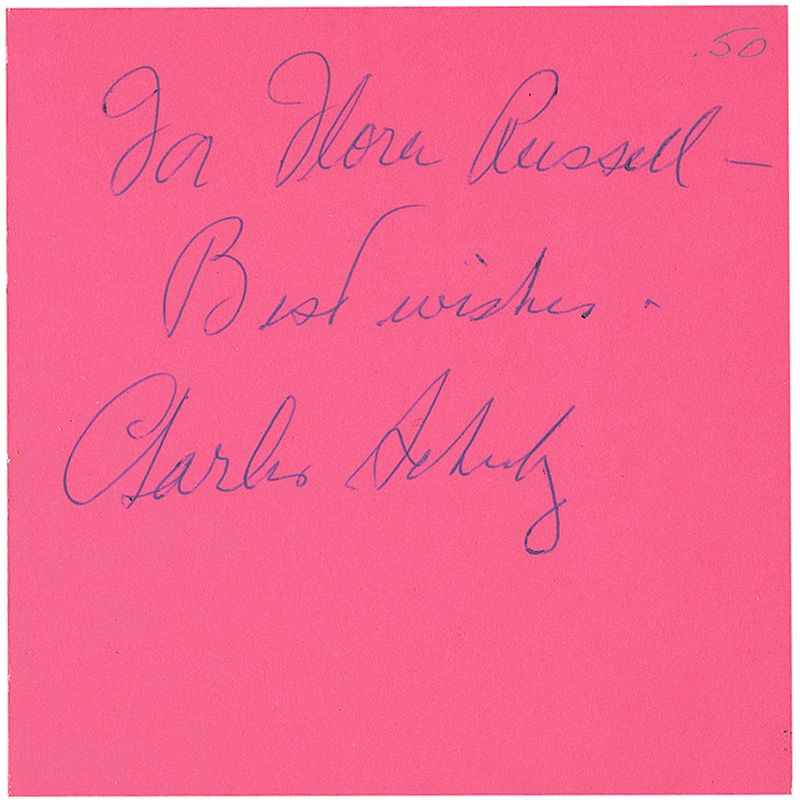 .50
For Flora Russell —
Best wishes -
Charles Schulz